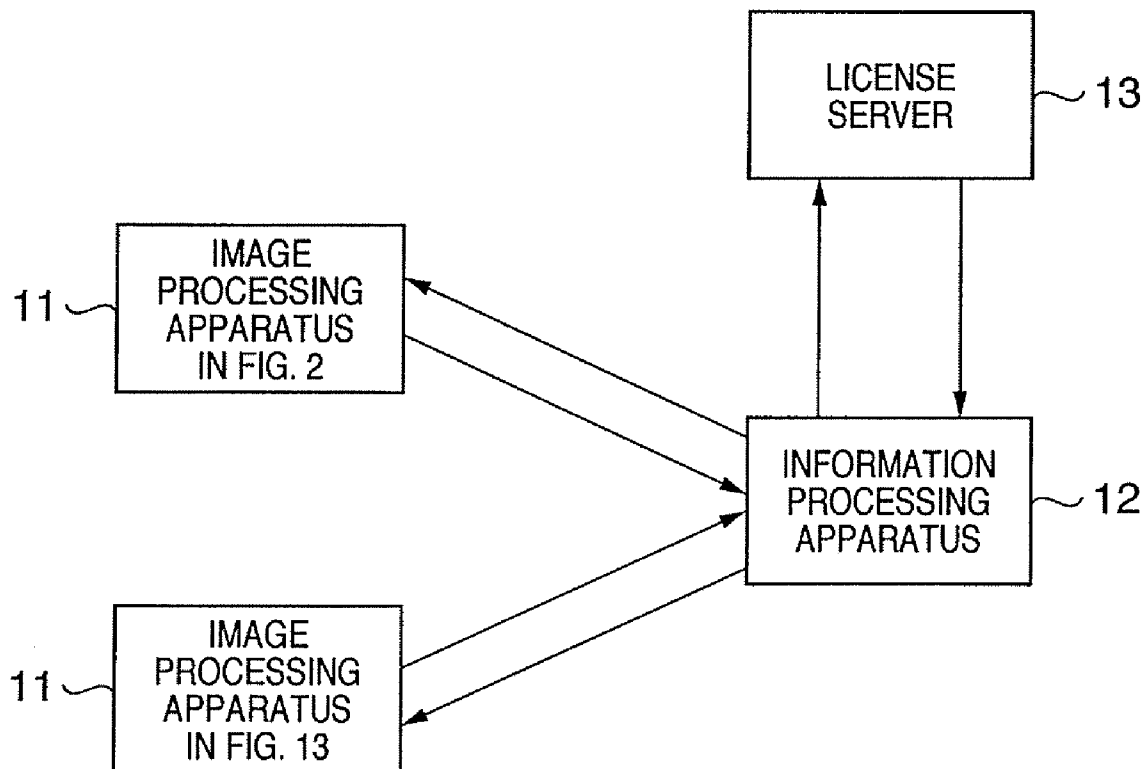 LICENSE
SERVER
13
IMAGE
PROCESSING
APPARATUS
IN FIG. 2
11
INFORMATION
PROCESSING
APPARATUS
12
IMAGE
PROCESSING
APPARATUS
IN FIG. 13
11